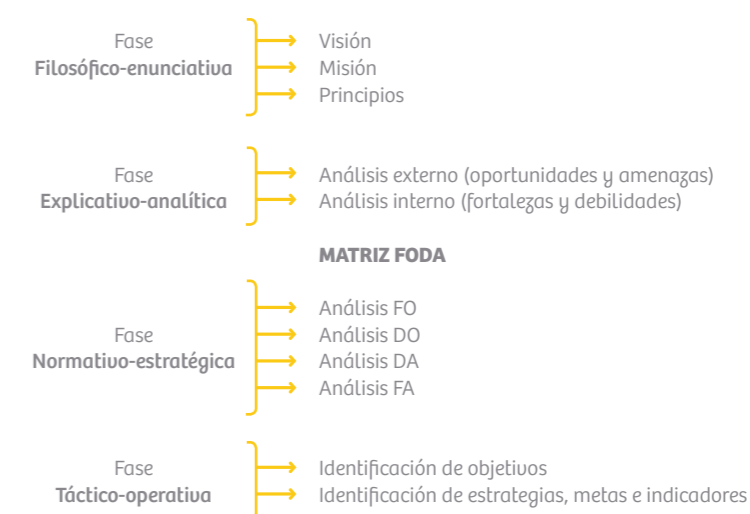 Fase
Filosófico-enunciativa
Visión
Misión
Principios
Fase
Explicativo-analítica
Análisis externo (oportunidades y amenazas)
Análisis interno (fortalezas y debilidades)
MATRIZ FODA
Fase
Normativo-estratégica
Análisis FO
Análisis DO
Análisis DA
Análisis FA
Fase
Táctico-operativa
Identificación de objetivos
Identificación de estrategias, metas e indicadores